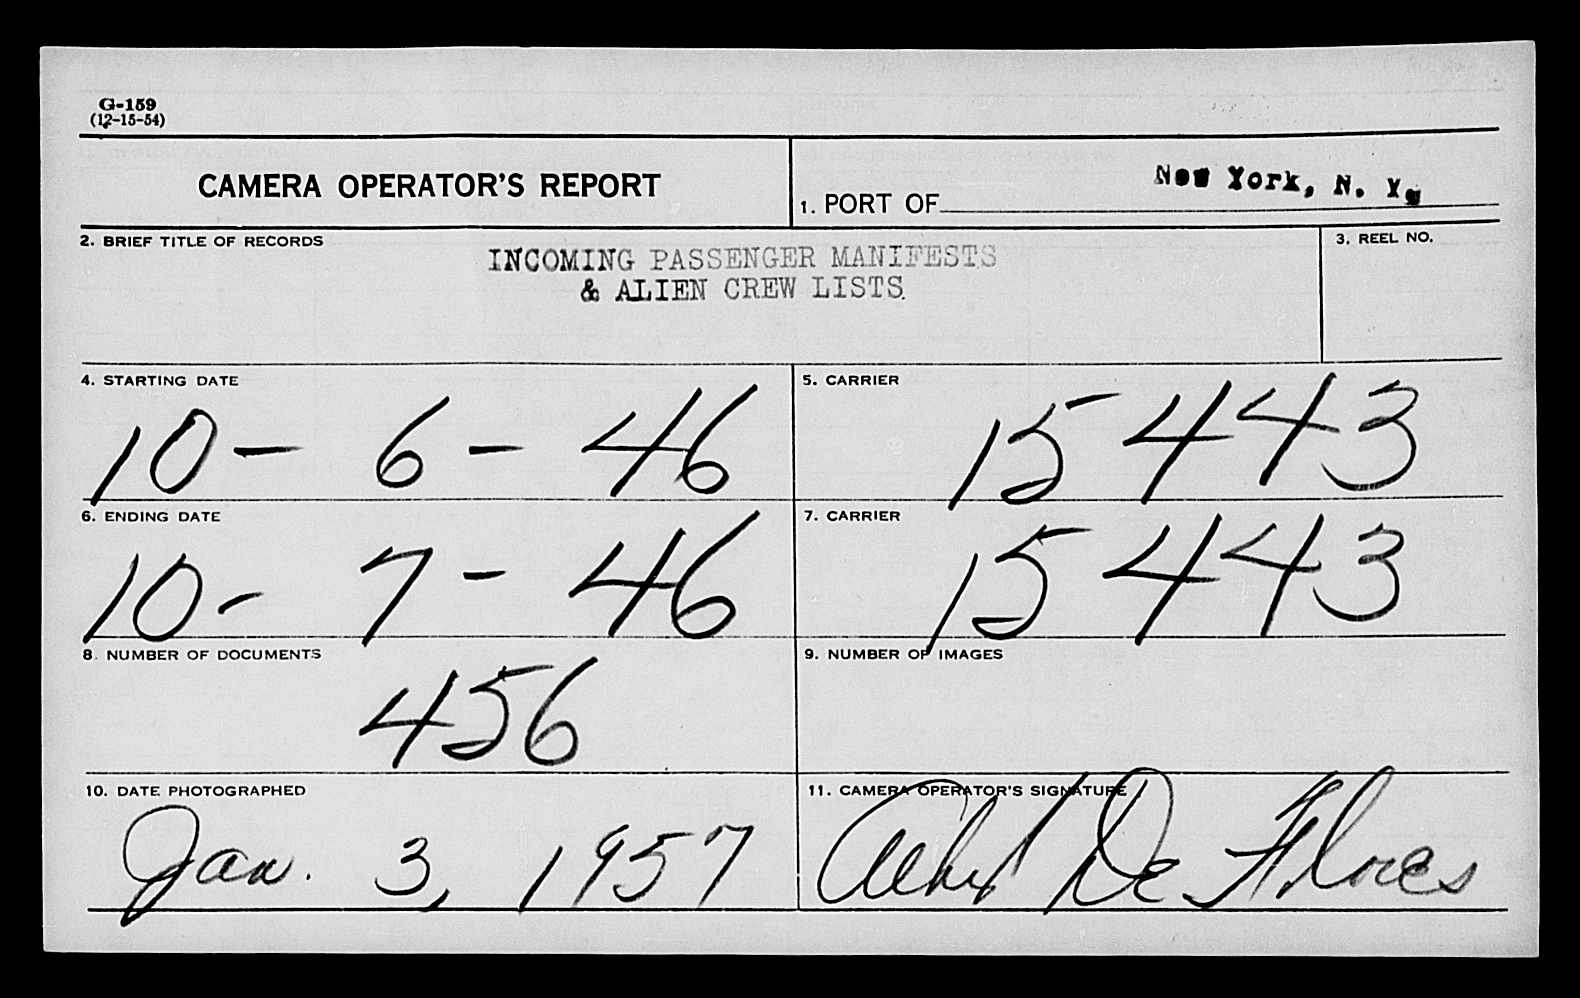 G-159
(12-15-54)
CAMERA OPERATOR'S REPORT
1. PORT OF New York, N. Y.
2. BRIEF TITLE OF RECORDS
INCOMING PASSENGER MANIFESTS
& ALIEN CREW LISTS.
3. REEL NO.
4. STARTING DATE
10 - 6 - 46
5. CARRIER
15443
6. ENDING DATE
10 - 7 - 46
7. CARRIER
15443
8. NUMBER OF DOCUMENTS
456
9. NUMBER OF IMAGES
10. DATE PHOTOGRAPHED
Jan. 3, 1957
11. CAMERA OPERATOR'S SIGNATURE
De Flores